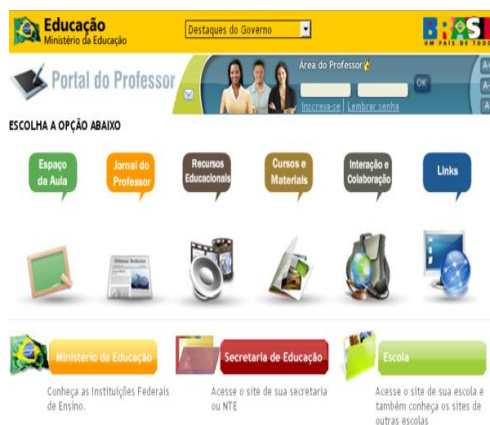 Educação
Ministério da Educação
Destaques do Governo
BRASIL
UM PAÍS DE TODOS
Portal do Professor
Área do Professor
OK
Inscreva-se | Lembrar senha
A
A
A
ESCOLHA A OPÇÃO ABAIXO
Espaço
da Aula
Jornal do
Professor
Recursos
Educacionais
Cursos e
Materiais
Interação e
Colaboração
Links
Ministério da Educação
Secretaria de Educação
Escola
Conheça as Instituições Federais
de Ensino.
Acesse o site de sua secretaria
ou NTE
Acesse o site de sua escola e
também conheça os sites de
outras escolas